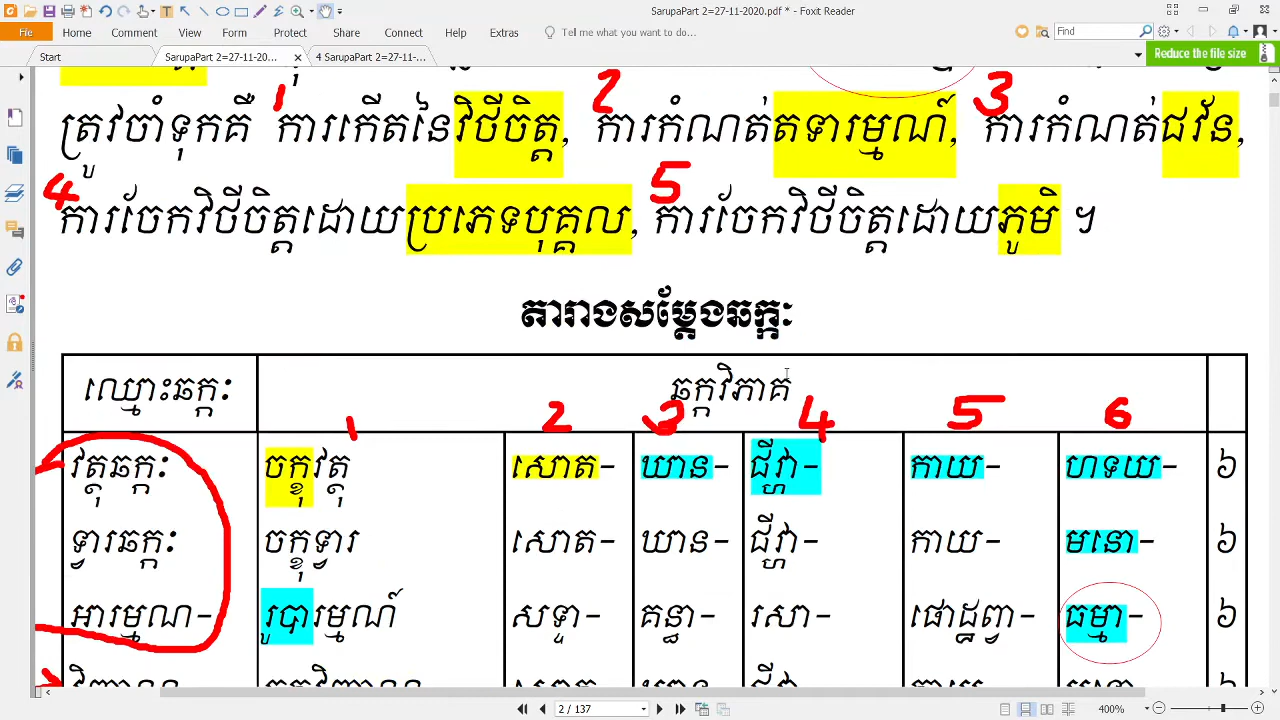 SarupaPart 2=27-11-2020.pdf * - Foxit Reader
File Home Comment View Form Protect Share Connect Help Extras Tell me what you want to do... Find
Start SarupaPart 2=27-11-20... 4 SarupaPart 2=27-11-... Reduce the file size
1 2 3
ត្រូវចាំទុកគឺ ការកើតនៃវិថីចិត្ត, ការកំណត់តទារម្មណ៍, ការកំណត់ជវ័ន,
4 5
ការចែកវិថីចិត្តដោយប្រភេទបុគ្គល, ការចែកវិថីចិត្តដោយភូមិ ។
តារាងសម្តែងឆក្កៈ
ឈ្មោះឆក្កៈ ឆក្កវិភាគ
1 2 3 4 5 6
វត្ថុឆក្កៈ ចក្ខុវត្ថុ សោត- ឃាន- ជីវ្ហា- កាយ- ហទយ- ៦
ទ្វារឆក្កៈ ចក្ខុទ្វារ សោត- ឃាន- ជីវ្ហា- កាយ- មនោ- ៦
អារម្មណ- រូបារម្មណ៍ សទ្ទា- គន្ធា- រសា- ផោដ្ឋព្វា- ធម្មា- ៦
2 / 137 400%